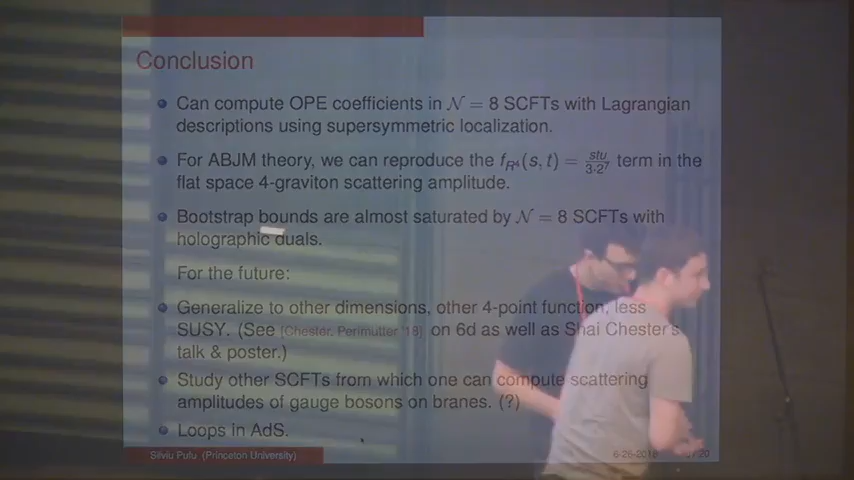 Conclusion
Can compute OPE coefficients in 𝒩 = 8 SCFTs with Lagrangian
descriptions using supersymmetric localization.
For ABJM theory, we can reproduce the f_{R⁴}(s, t) = stu/(3·2⁷) term in the
flat space 4-graviton scattering amplitude.
Bootstrap bounds are almost saturated by 𝒩 = 8 SCFTs with
holographic duals.
For the future:
Generalize to other dimensions, other 4-point function, less
SUSY. (See [Chester, Perlmutter '18] on 6d as well as Shai Chester's
talk & poster.)
Study other SCFTs from which one can compute scattering
amplitudes of gauge bosons on branes. (?)
Loops in AdS.
Silviu Pufu (Princeton University)
6-26-2018
20